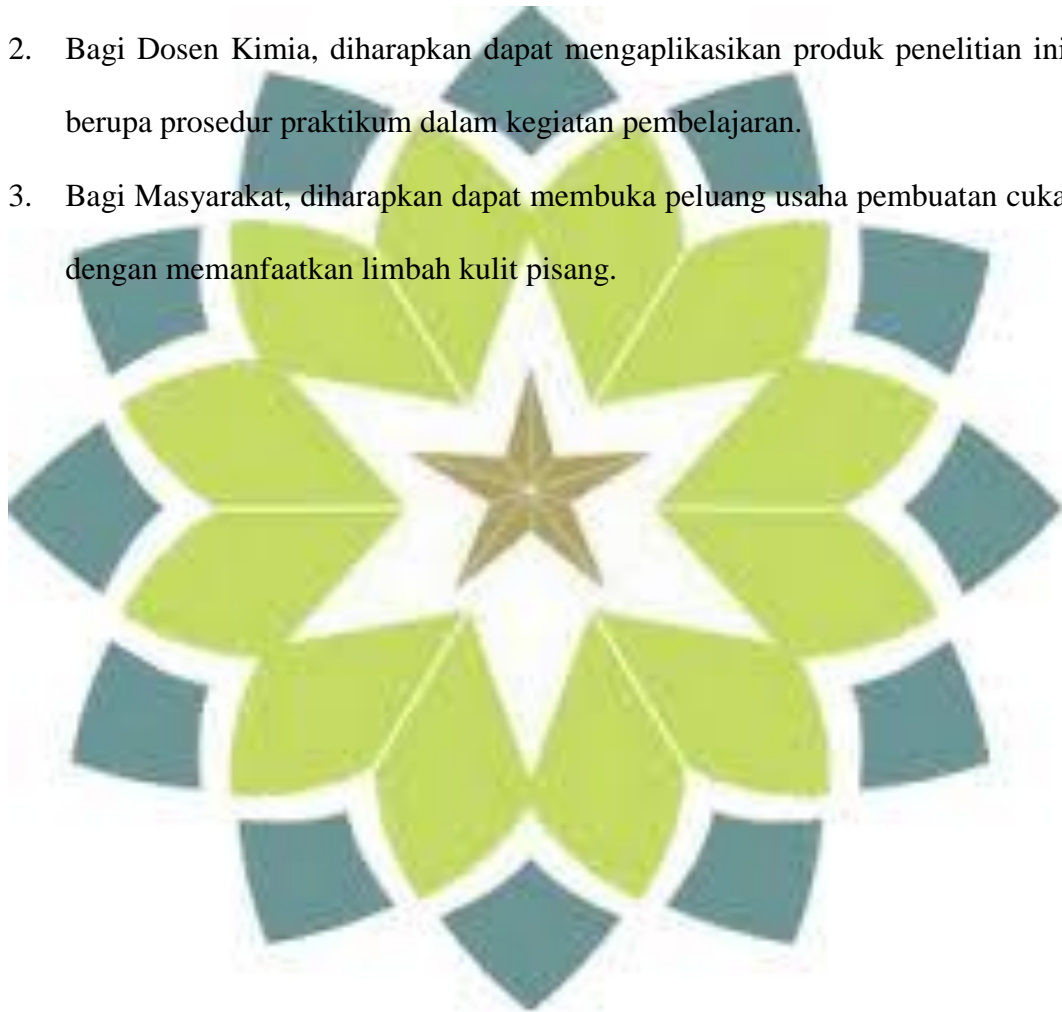 2. Bagi Dosen Kimia, diharapkan dapat mengaplikasikan produk penelitian ini
berupa prosedur praktikum dalam kegiatan pembelajaran.
3. Bagi Masyarakat, diharapkan dapat membuka peluang usaha pembuatan cuka
dengan memanfaatkan limbah kulit pisang.